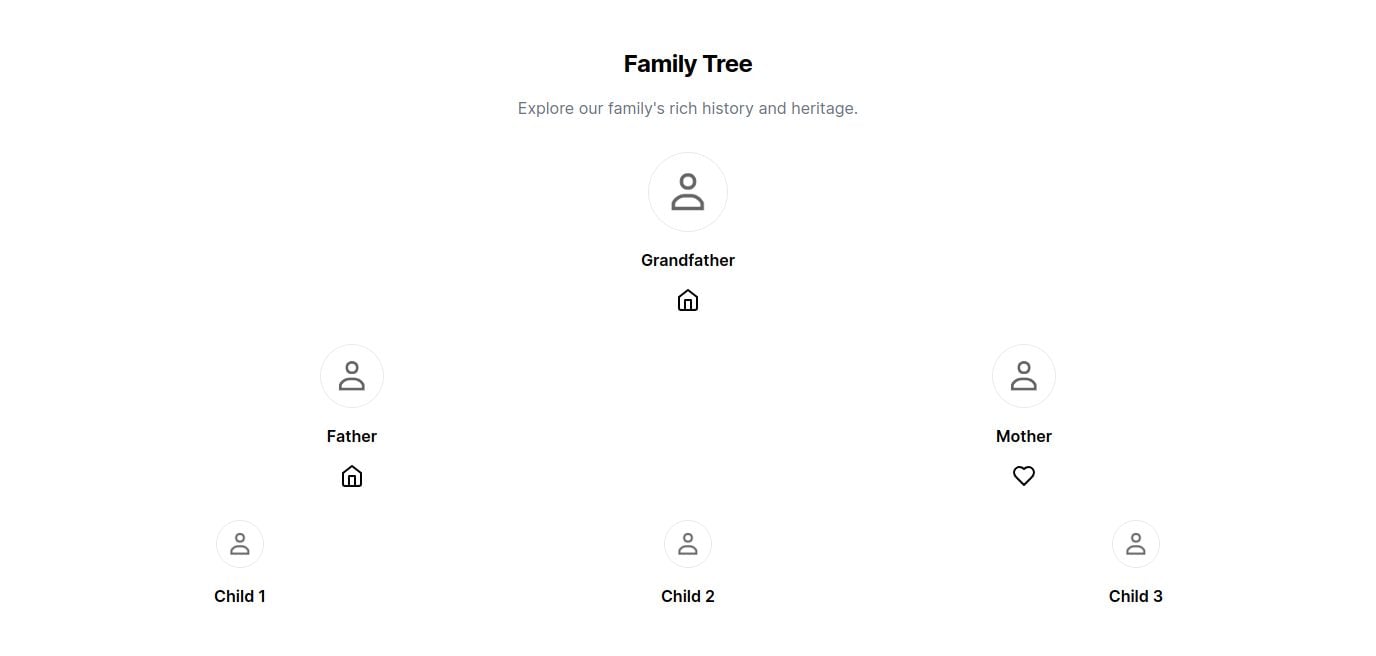 Family Tree
Explore our family's rich history and heritage.
Grandfather
Father
Mother
Child 1
Child 2
Child 3